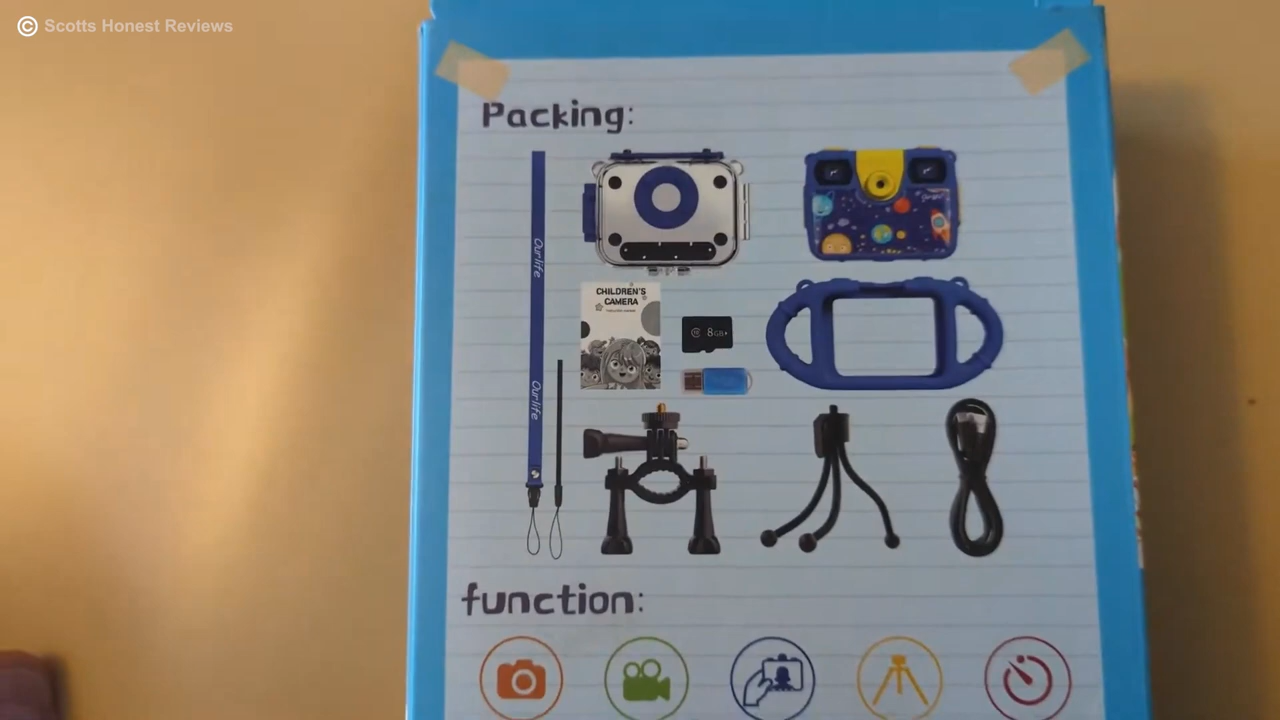 © Scotts Honest Reviews
Packing:
Ourlife
Ourlife
CHILDREN'S
CAMERA
8GB
function: